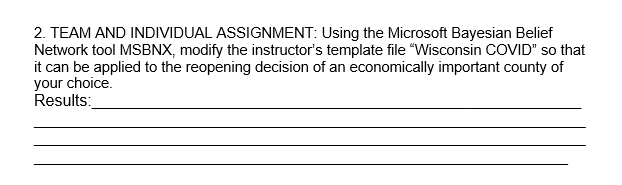 2. TEAM AND INDIVIDUAL ASSIGNMENT: Using the Microsoft Bayesian Belief
Network tool MSBNX, modify the instructor's template file “Wisconsin COVID” so that
it can be applied to the reopening decision of an economically important county of
your choice.
Results: